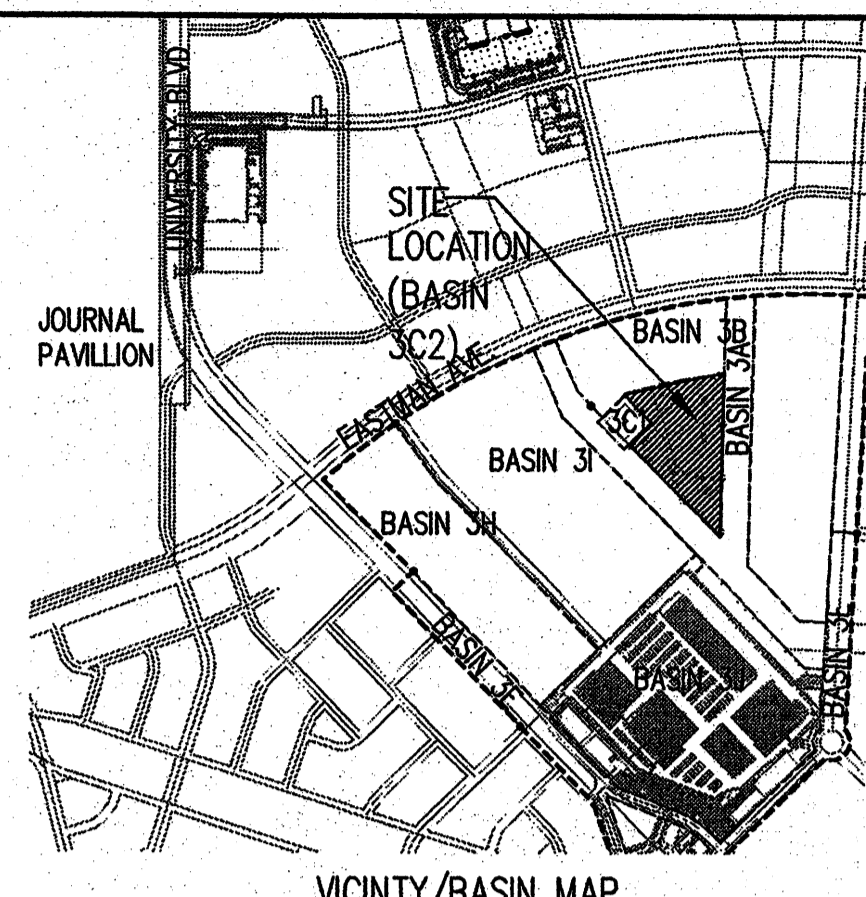 UNIVERSITY BLVD
SITE
LOCATION
(BASIN
3C2)
JOURNAL
PAVILLION
EASTMAN AVE.
BASIN 3B
BASIN 3A
3C
BASIN 3I
BASIN 3H
BASIN 3F
BASIN 3J
BASIN 3E
VICINTY/BASIN MAP